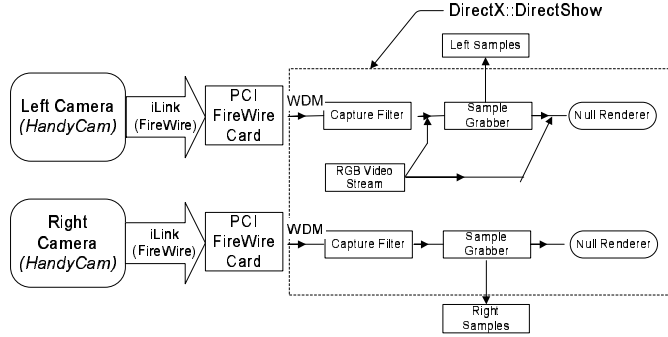 DirectX::DirectShow
Left Samples
Left Camera
(HandyCam)
iLink
(FireWire)
PCI
FireWire
Card
WDM
Capture Filter
Sample
Grabber
Null Renderer
RGB Video
Stream
Right
Camera
(HandyCam)
iLink
(FireWire)
PCI
FireWire
Card
WDM
Capture Filter
Sample
Grabber
Null Renderer
Right
Samples